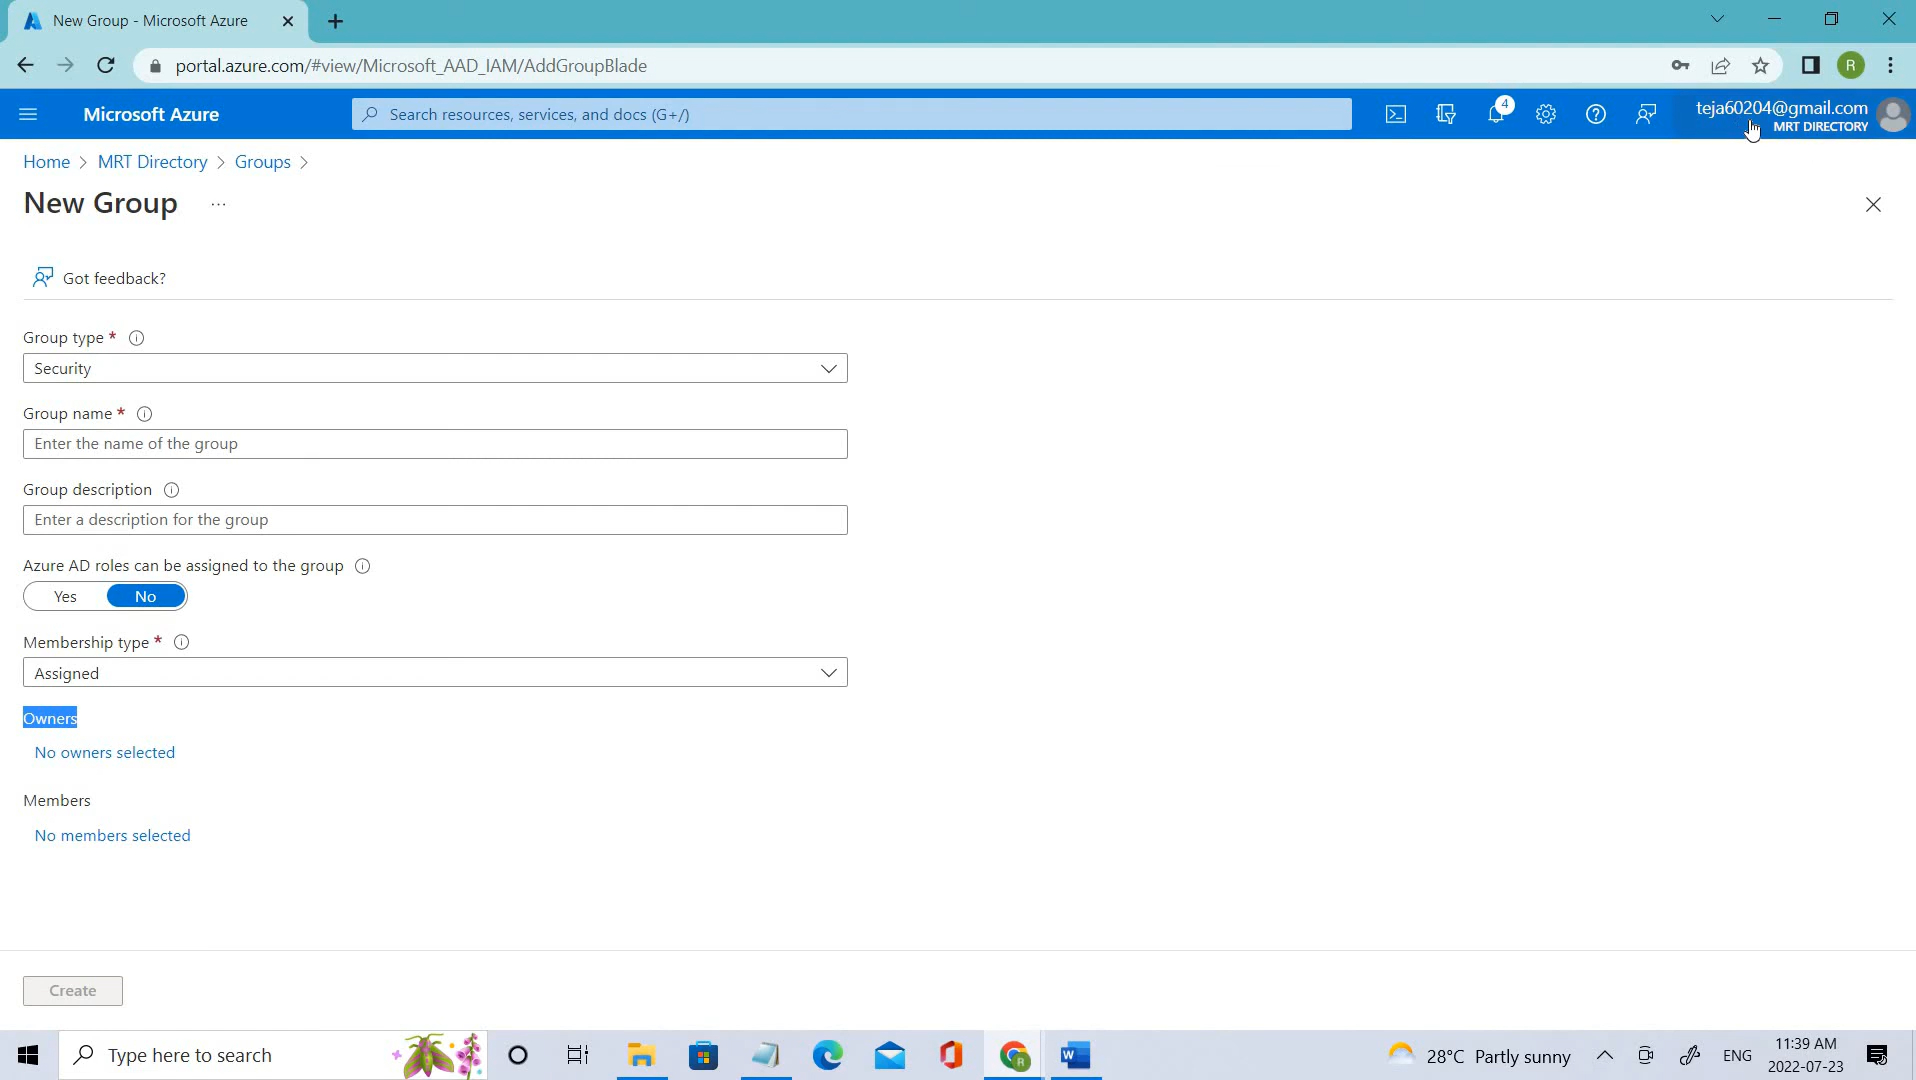 New Group - Microsoft Azure
portal.azure.com/#view/Microsoft_AAD_IAM/AddGroupBlade
R
Microsoft Azure
Search resources, services, and docs (G+/)
4
teja60204@gmail.com
MRT DIRECTORY
Home > MRT Directory > Groups >
New Group ...
Got feedback?
Group type *
Security
Group name *
Enter the name of the group
Group description
Enter a description for the group
Azure AD roles can be assigned to the group
Yes No
Membership type *
Assigned
Owners
No owners selected
Members
No members selected
Create
Type here to search
28°C Partly sunny
ENG
11:39 AM
2022-07-23